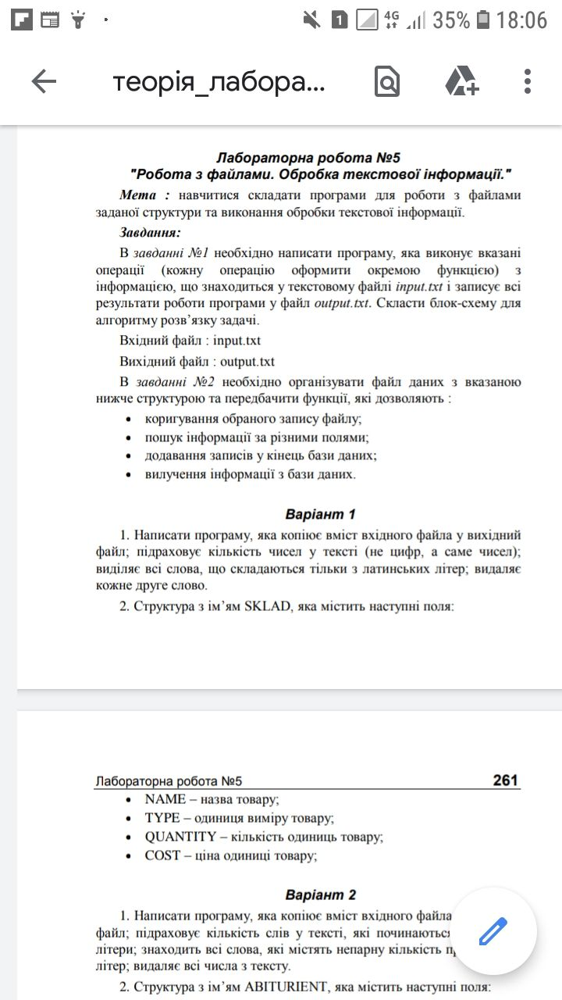 1 4G 35% 18:06
теорія_лабора...
Лабораторна робота №5
"Робота з файлами. Обробка текстової інформації."
Мета : навчитися складати програми для роботи з файлами
заданої структури та виконання обробки текстової інформації.
Завдання:
В завданні №1 необхідно написати програму, яка виконує вказані
операції (кожну операцію оформити окремою функцією) з
інформацією, що знаходиться у текстовому файлі input.txt і записує всі
результати роботи програми у файл output.txt. Скласти блок-схему для
алгоритму розв’язку задачі.
Вхідний файл : input.txt
Вихідний файл : output.txt
В завданні №2 необхідно організувати файл даних з вказаною
нижче структурою та передбачити функції, які дозволяють :
• коригування обраного запису файлу;
• пошук інформації за різними полями;
• додавання записів у кінець бази даних;
• вилучення інформації з бази даних.
Варіант 1
1. Написати програму, яка копіює вміст вхідного файла у вихідний
файл; підраховує кількість чисел у тексті (не цифр, а саме чисел);
виділяє всі слова, що складаються тільки з латинських літер; видаляє
кожне друге слово.
2. Структура з ім’ям SKLAD, яка містить наступні поля:
Лабораторна робота №5 261
• NAME – назва товару;
• TYPE – одиниця виміру товару;
• QUANTITY – кількість одиниць товару;
• COST – ціна одиниці товару;
Варіант 2
1. Написати програму, яка копіює вміст вхідного файла
файл; підраховує кількість слів у тексті, які
літери; знаходить всі слова, які містять непарну кількість
літер; видаляє всі числа з тексту.
2. Структура з ім’ям ABITURIENT, яка містить наступні поля: